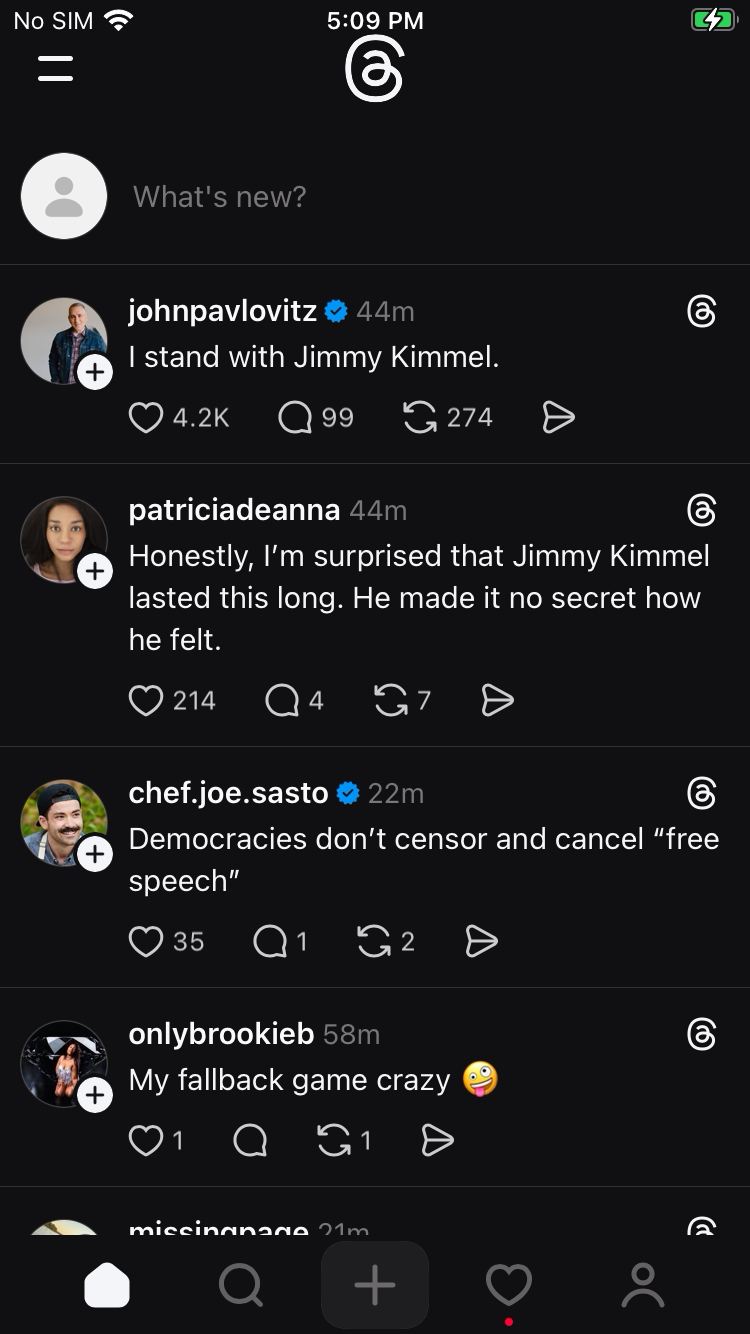 No SIM 5:09 PM
What's new?
johnpavlovitz 44m
I stand with Jimmy Kimmel.
4.2K 99 274
patriciadeanna 44m
Honestly, I’m surprised that Jimmy Kimmel
lasted this long. He made it no secret how
he felt.
214 4 7
chef.joe.sasto 22m
Democracies don’t censor and cancel “free
speech”
35 1 2
onlybrookieb 58m
My fallback game crazy 🤪
1 1
missingpage 21m